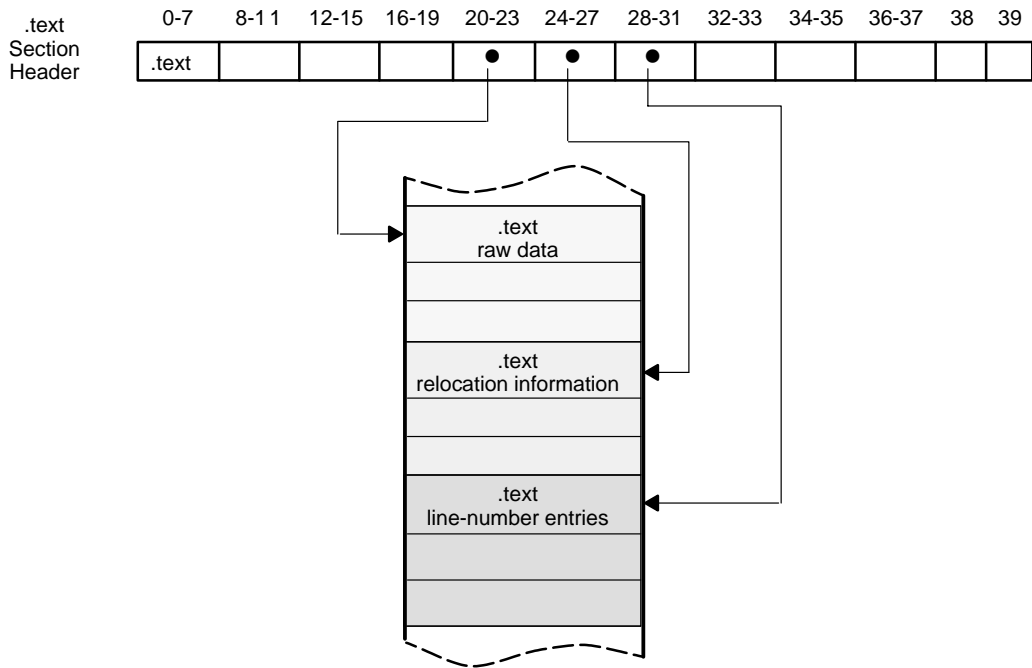 .text
Section
Header
0-7 8-11 12-15 16-19 20-23 24-27 28-31 32-33 34-35 36-37 38 39
.text
.text
raw data
.text
relocation information
.text
line-number entries